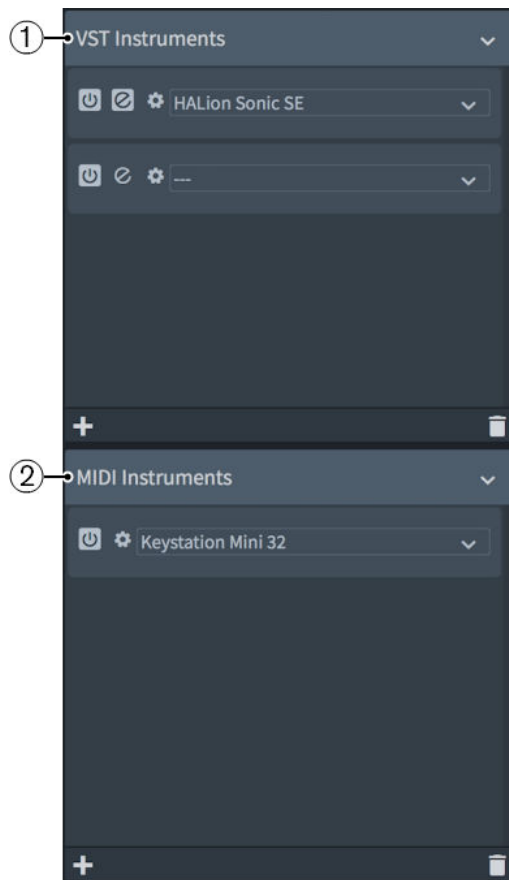 1
VST Instruments
HALion Sonic SE
---
2
MIDI Instruments
Keystation Mini 32